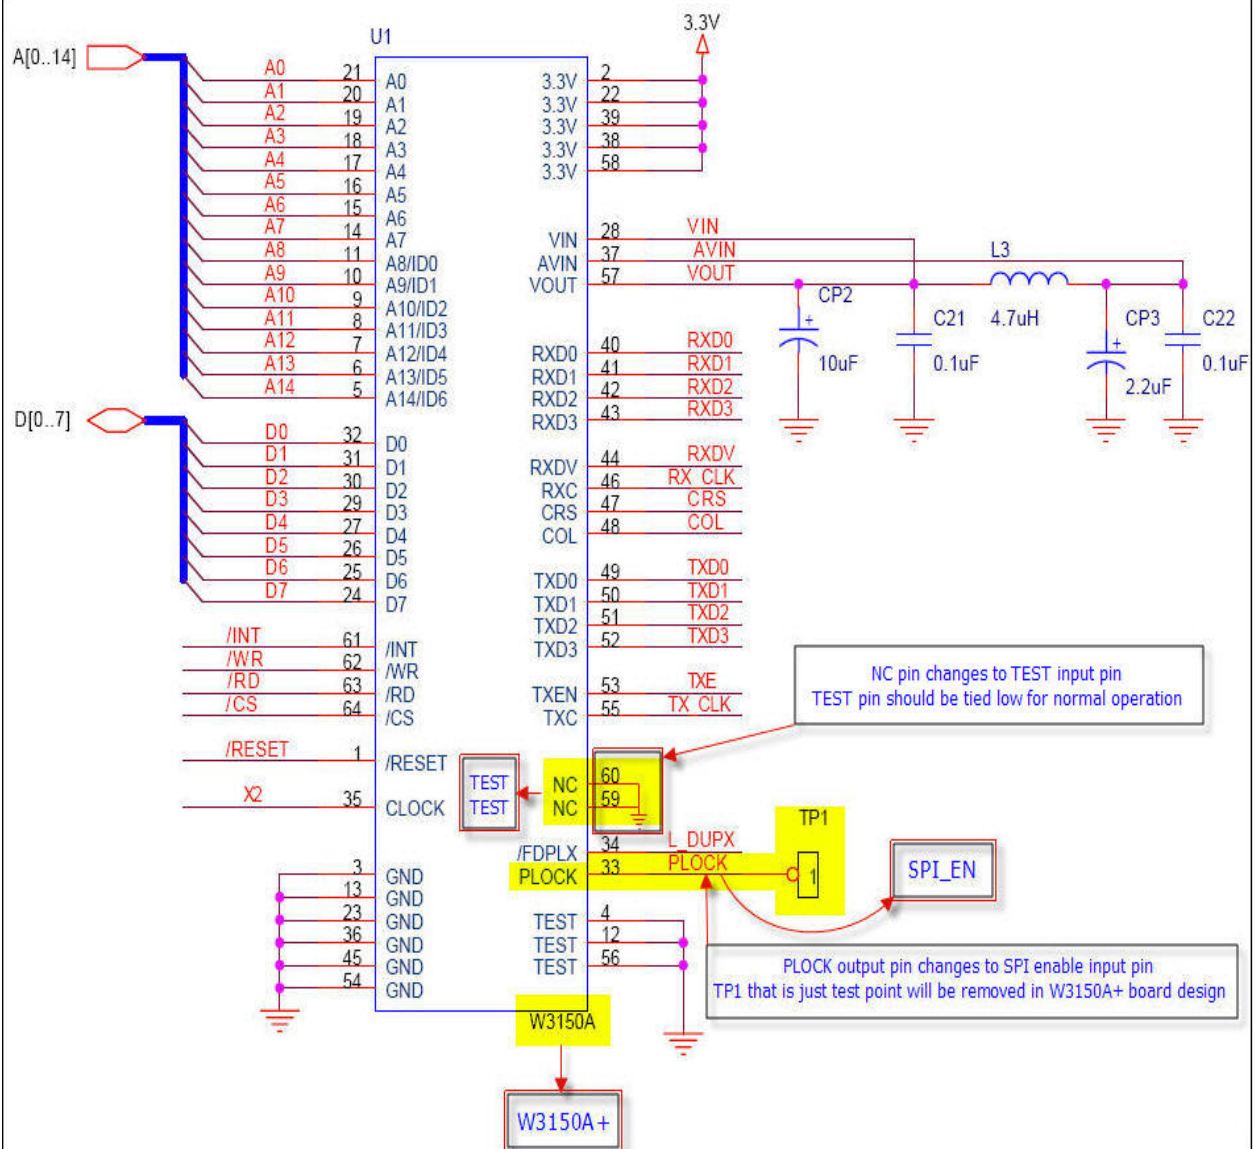 U1
3.3V
A[0..14]
A0 21 A0
A1 20 A1
A2 19 A2
A3 18 A3
A4 17 A4
A5 16 A5
A6 15 A6
A7 14 A7
A8 11 A8/ID0
A9 10 A9/ID1
A10 9 A10/ID2
A11 8 A11/ID3
A12 7 A12/ID4
A13 6 A13/ID5
A14 5 A14/ID6
D[0..7]
D0 32 D0
D1 31 D1
D2 30 D2
D3 29 D3
D4 27 D4
D5 26 D5
D6 25 D6
D7 24 D7
/INT 61 /INT
/WR 62 /WR
/RD 63 /RD
/CS 64 /CS
/RESET 1 /RESET
X2 35 CLOCK
3 GND
13 GND
23 GND
36 GND
45 GND
54 GND
3.3V 2
3.3V 22
3.3V 39
3.3V 38
3.3V 58
VIN 28 VIN
AVIN 37 AVIN
VOUT 57 VOUT
CP2
10uF
C21
0.1uF
L3
4.7uH
CP3
2.2uF
C22
0.1uF
RXD0 40 RXD0
RXD1 41 RXD1
RXD2 42 RXD2
RXD3 43 RXD3
RXDV 44 RXDV
RXC 46 RX_CLK
CRS 47 CRS
COL 48 COL
TXD0 49 TXD0
TXD1 50 TXD1
TXD2 51 TXD2
TXD3 52 TXD3
TXEN 53 TXE
TXC 55 TX_CLK
NC pin changes to TEST input pin
TEST pin should be tied low for normal operation
TEST NC 60
TEST NC 59
/FDPLX 34 L_DUPX
PLOCK 33 PLOCK
TP1
1
SPI_EN
TEST 4
TEST 12
TEST 56
PLOCK output pin changes to SPI enable input pin
TP1 that is just test point will be removed in W3150A+ board design
W3150A
W3150A+